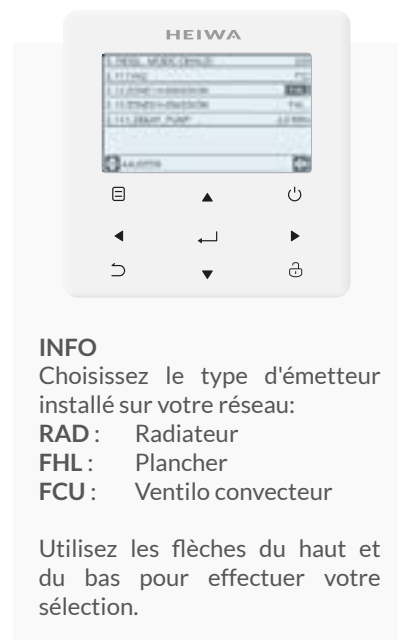 HEIWA
AJUSTER
INFO
Choisissez le type d'émetteur
installé sur votre réseau:
RAD : Radiateur
FHL : Plancher
FCU : Ventilo convecteur
Utilisez les flèches du haut et
du bas pour effectuer votre
sélection.